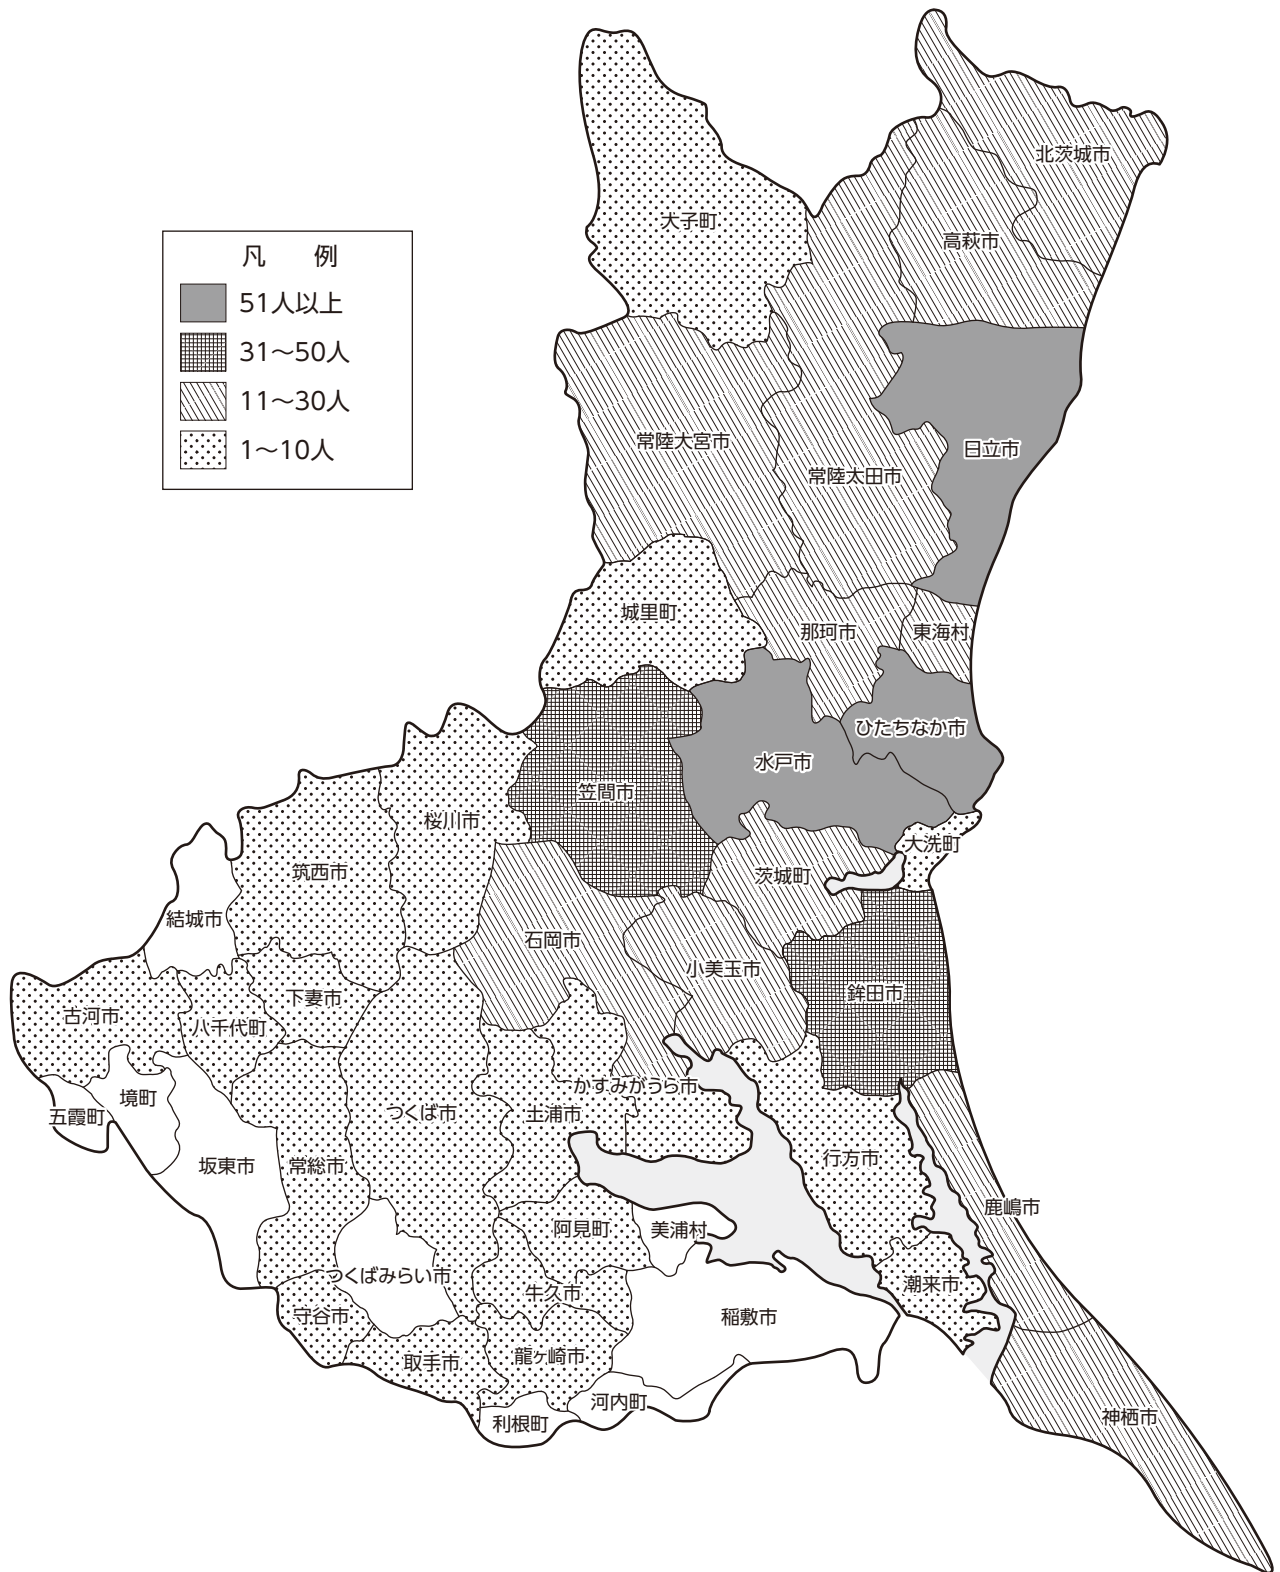 凡　例
51人以上
31～50人
11～30人
1～10人
北茨城市
大子町
高萩市
常陸大宮市
日立市
常陸太田市
城里町
那珂市
東海村
ひたちなか市
水戸市
笠間市
桜川市
大洗町
筑西市
茨城町
結城市
石岡市
小美玉市
鉾田市
下妻市
古河市
八千代町
かすみがうら市
境町
五霞町
つくば市
土浦市
坂東市
常総市
行方市
鹿嶋市
阿見町
美浦村
つくばみらい市
潮来市
牛久市
守谷市
稲敷市
龍ヶ崎市
取手市
河内町
利根町
神栖市